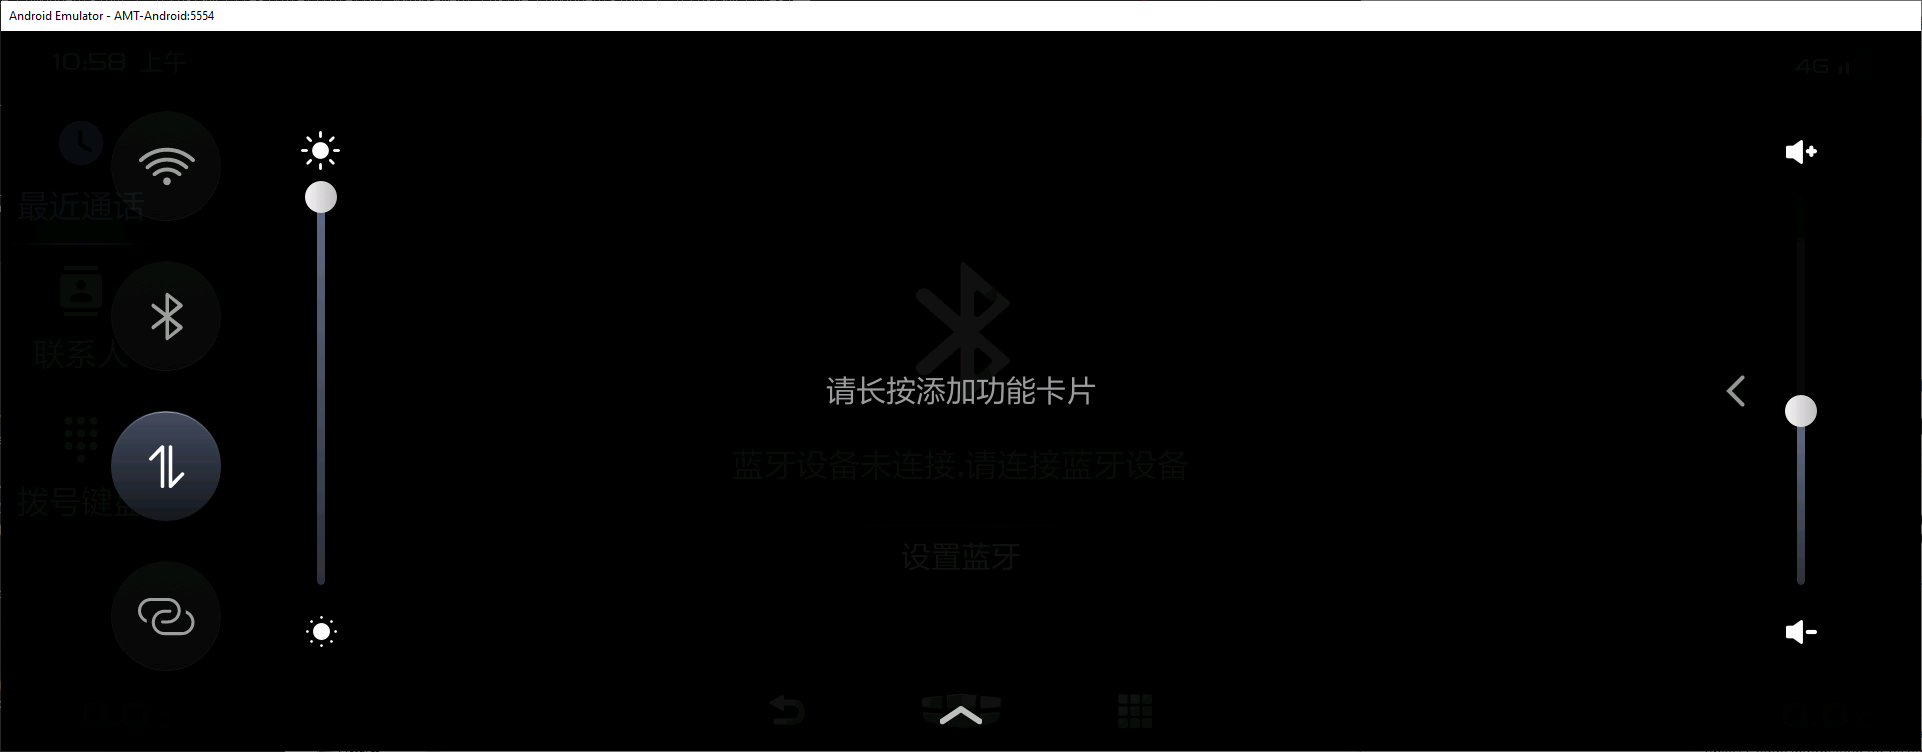 Android Emulator - AMT-Android:5554
10:58 上午
4G
最近通话
联系人
请长按添加功能卡片
蓝牙设备未连接,请连接蓝牙设备
拨号键盘
设置蓝牙